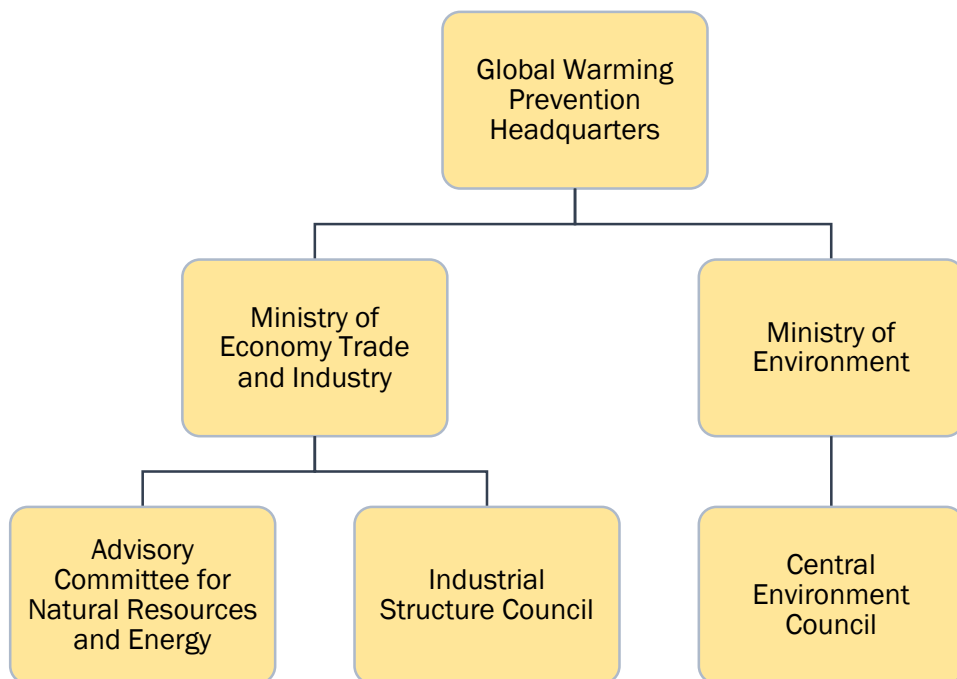 Global Warming
Prevention
Headquarters
Ministry of
Economy Trade
and Industry
Ministry of
Environment
Advisory
Committee for
Natural Resources
and Energy
Industrial
Structure Council
Central
Environment
Council